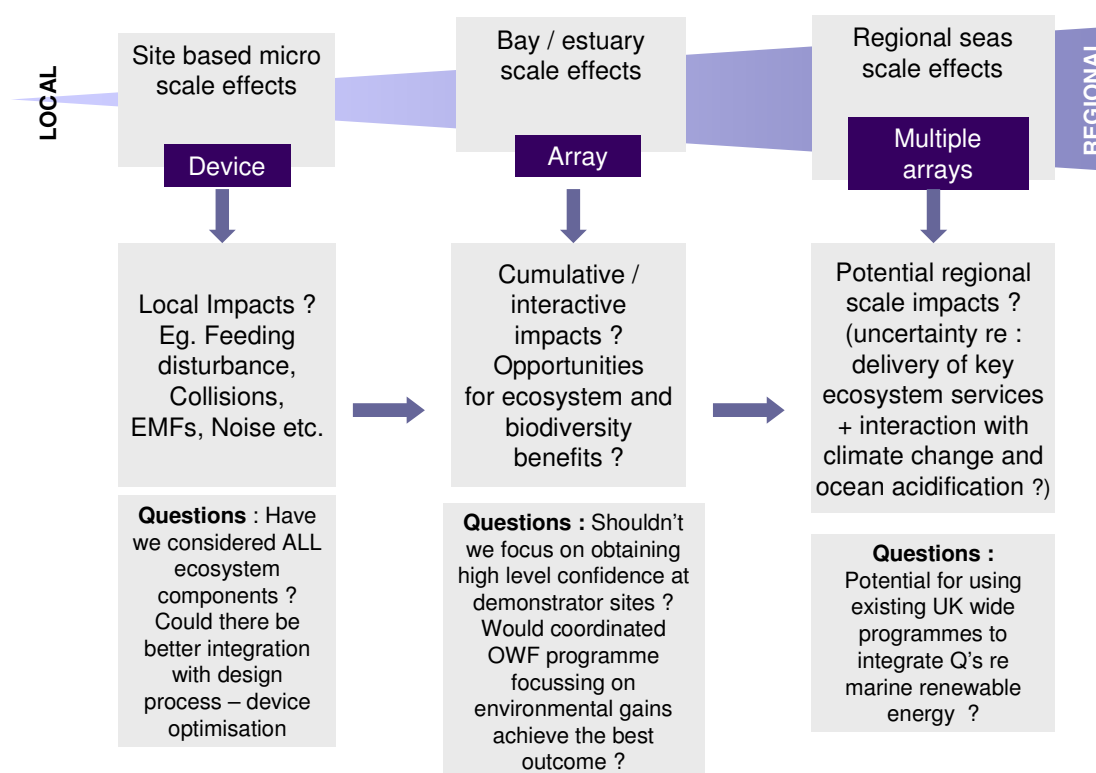 LOCAL
Site based micro
scale effects
Device
Bay / estuary
scale effects
Array
Regional seas
scale effects
Multiple
arrays
REGIONAL
Local Impacts ?
Eg. Feeding
disturbance,
Collisions,
EMFs, Noise etc.
Cumulative /
interactive
impacts ?
Opportunities
for ecosystem and
biodiversity
benefits ?
Potential regional
scale impacts ?
(uncertainty re :
delivery of key
ecosystem services
+ interaction with
climate change and
ocean acidification ?)
Questions : Have
we considered ALL
ecosystem
components ?
Could there be
better integration
with design
process – device
optimisation
Questions : Shouldn't
we focus on obtaining
high level confidence at
demonstrator sites ?
Would coordinated
OWF programme
focussing on
environmental gains
achieve the best
outcome ?
Questions :
Potential for using
existing UK wide
programmes to
integrate Q's re
marine renewable
energy ?